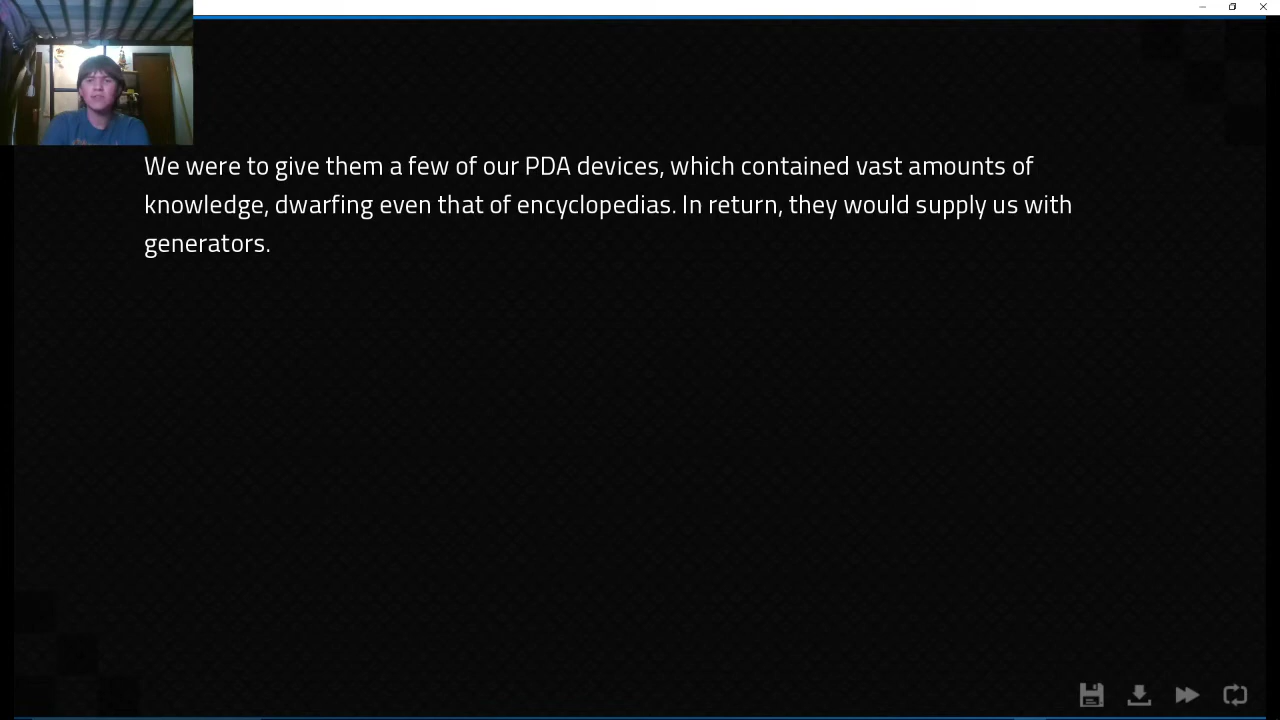 We were to give them a few of our PDA devices, which contained vast amounts of
knowledge, dwarfing even that of encyclopedias. In return, they would supply us with
generators.